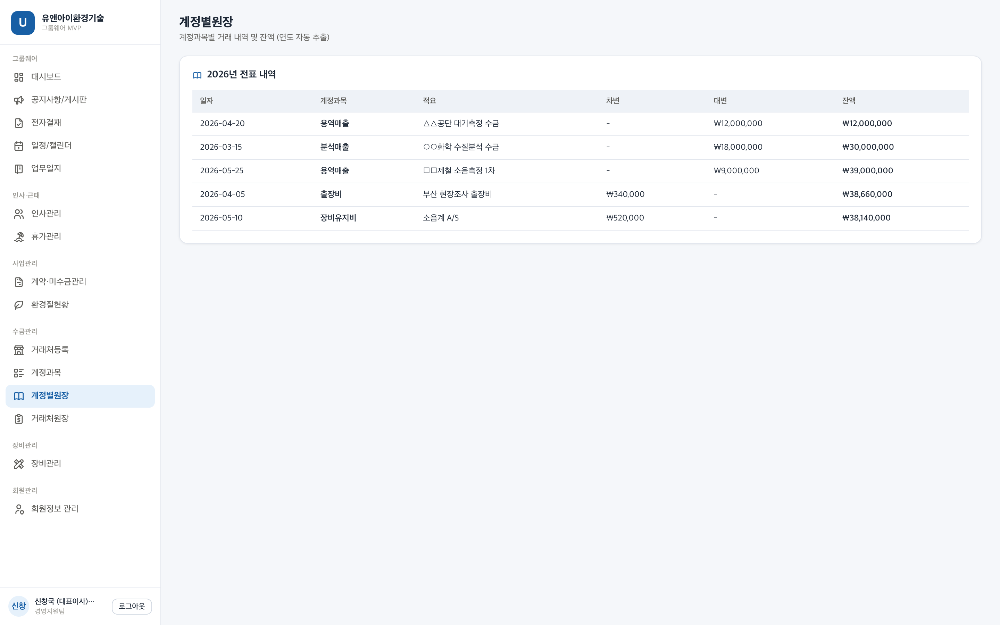 U
유앤아이환경기술
그룹웨어 MVP
그룹웨어
대시보드
공지사항/게시판
전자결재
일정/캘린더
업무일지
인사·근태
인사관리
휴가관리
사업관리
계약·미수금관리
환경질현황
수금관리
거래처등록
계정과목
계정별원장
거래처원장
장비관리
장비관리
회원관리
회원정보 관리
신창
신창국 (대표이사)…
경영지원팀
로그아웃
계정별원장
계정과목별 거래 내역 및 잔액 (연도 자동 추출)
2026년 전표 내역
일자 계정과목 적요 차변 대변 잔액
2026-04-20 용역매출 △△공단 대기측정 수금 - ₩12,000,000 ₩12,000,000
2026-03-15 분석매출 ○○화학 수질분석 수금 - ₩18,000,000 ₩30,000,000
2026-05-25 용역매출 □□제철 소음측정 1차 - ₩9,000,000 ₩39,000,000
2026-04-05 출장비 부산 현장조사 출장비 ₩340,000 - ₩38,660,000
2026-05-10 장비유지비 소음계 A/S ₩520,000 - ₩38,140,000